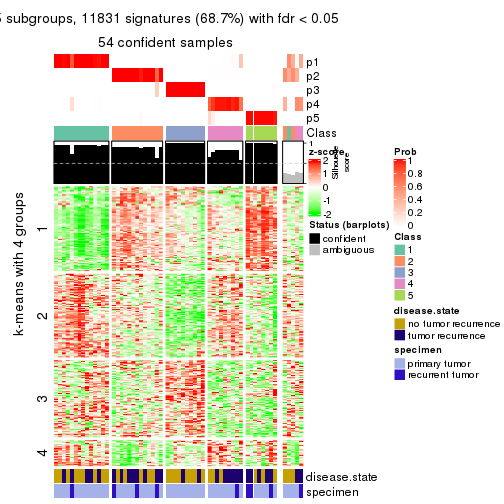 5 subgroups, 11831 signatures (68.7%) with fdr < 0.05
54 confident samples
p1
p2
p3
p4
p5
Class
1
Silhouette
score
z-score
2
1
0
-1
-2
Status (barplots)
confident
ambiguous
Prob
1
0.8
0.6
0.4
0.2
0
Class
1
2
3
4
5
disease.state
no tumor recurrence
tumor recurrence
specimen
primary tumor
recurrent tumor
k-means with 4 groups
1
2
3
4
disease.state
specimen